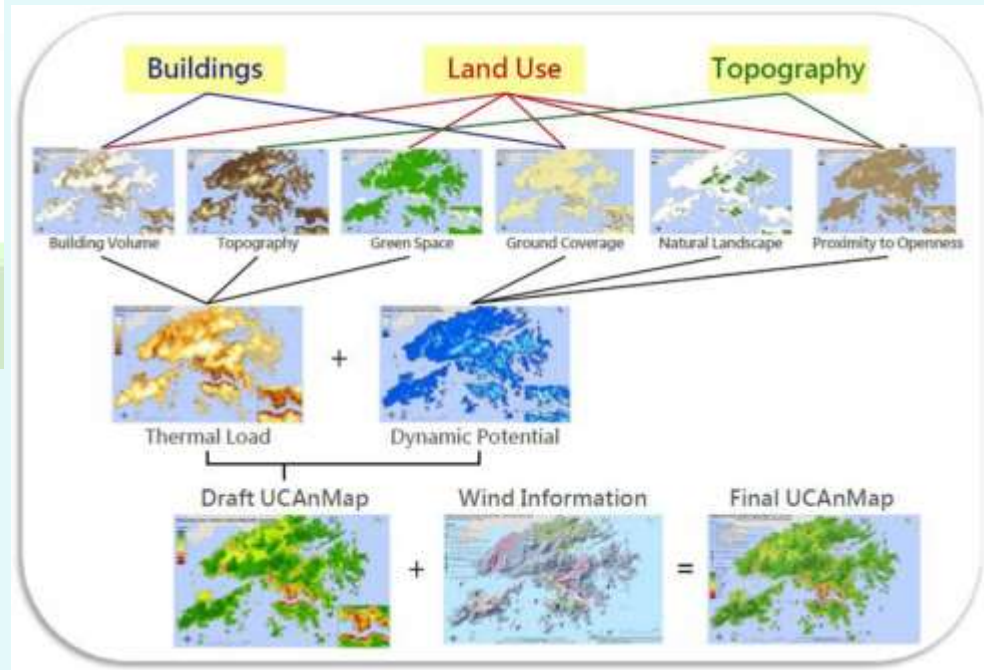 Buildings Land Use Topography
Building Volume Topography Green Space Ground Coverage Natural Landscape Proximity to Openness
+
Thermal Load Dynamic Potential
Draft UCAnMap Wind Information Final UCAnMap
+ =